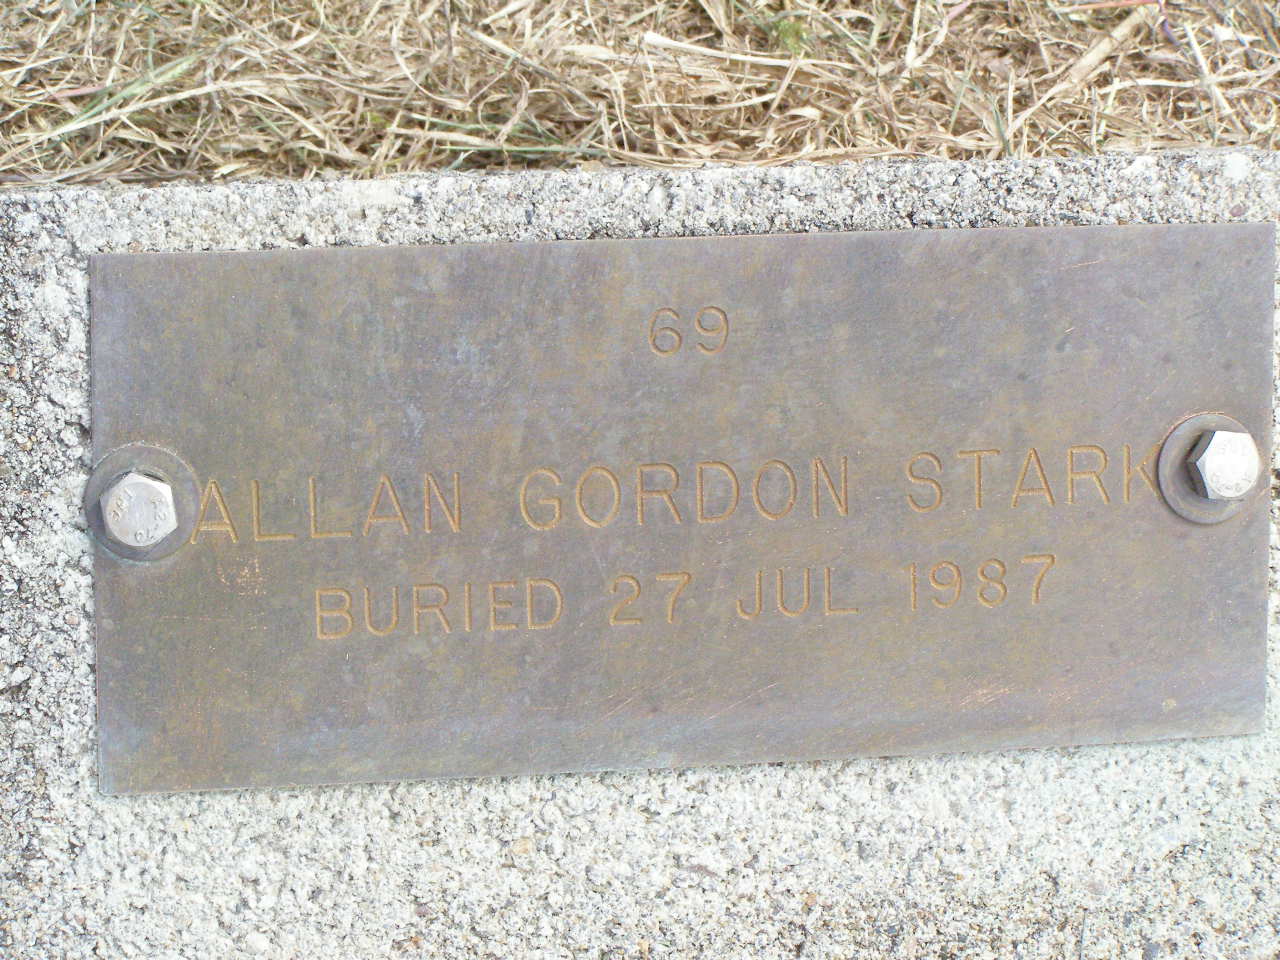 69
ALLAN GORDON STARK
BURIED 27 JUL 1987